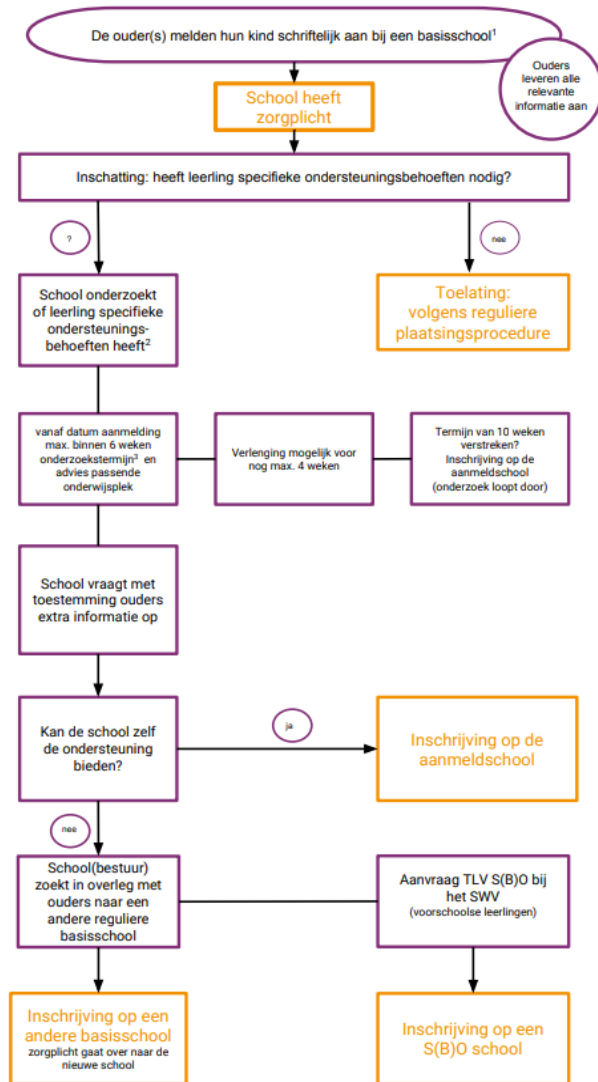 De ouder(s) melden hun kind schriftelijk aan bij een basisschool¹
Ouders
leveren alle
relevante
informatie aan
School heeft
zorgplicht
Inschatting: heeft leerling specifieke ondersteuningsbehoeften nodig?
?
nee
School onderzoekt
of leerling specifieke
ondersteunings-
behoeften heeft²
Toelating:
volgens reguliere
plaatsingsprocedure
vanaf datum aanmelding
max. binnen 6 weken
onderzoekstermijn³ en
advies passende
onderwijsplek
Verlenging mogelijk voor
nog max. 4 weken
Termijn van 10 weken
verstreken?
Inschrijving op de
aanmeldschool
(onderzoek loopt door)
School vraagt met
toestemming ouders
extra informatie op
Kan de school zelf
de ondersteuning
bieden?
ja
Inschrijving op de
aanmeldschool
nee
School(bestuur)
zoekt in overleg met
ouders naar een
andere reguliere
basisschool
Aanvraag TLV S(B)O bij
het SWV
(voorschoolse leerlingen)
Inschrijving op een
andere basisschool
zorgplicht gaat over naar de
nieuwe school
Inschrijving op een
S(B)O school